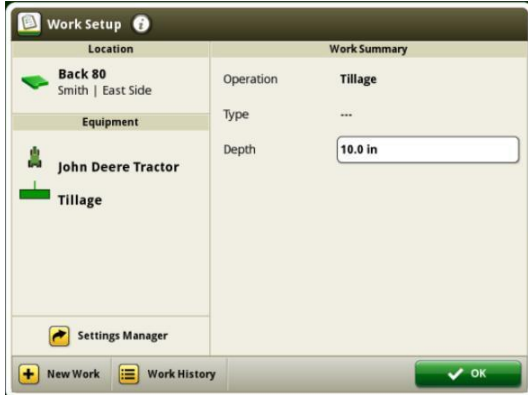 Work Setup
Location
Back 80
Smith | East Side
Equipment
John Deere Tractor
Tillage
Settings Manager
Work Summary
Operation Tillage
Type ---
Depth 10.0 in
New Work Work History OK